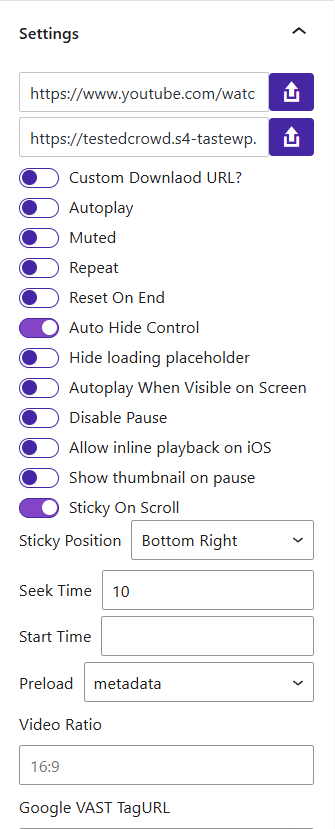 Settings
https://www.youtube.com/watc
https://testedcrowd.s4-tastewp.
Custom Downlaod URL?
Autoplay
Muted
Repeat
Reset On End
Auto Hide Control
Hide loading placeholder
Autoplay When Visible on Screen
Disable Pause
Allow inline playback on iOS
Show thumbnail on pause
Sticky On Scroll
Sticky Position Bottom Right
Seek Time 10
Start Time
Preload metadata
Video Ratio
16:9
Google VAST TagURL